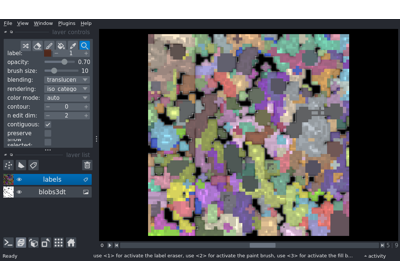 File View Window Plugins Help
layer controls
label: 1
opacity: 0.70
brush size: 10
blending: translucen
rendering: iso_catego
color mode: auto
contour: 0
n edit dim: 2
contiguous:
preserve
show
selected:
layer list
labels
blobs3dt
Ready
use <1> for activate the label eraser, use <2> for activate the paint brush, use <3> for activate the fill b...
activity